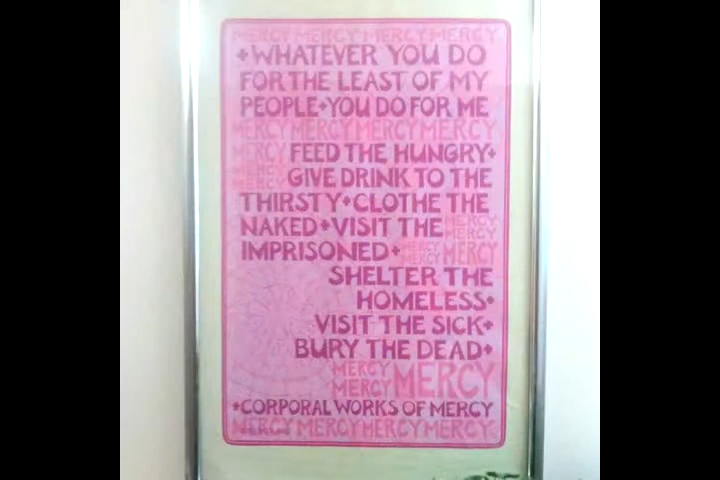 MERCY MERCY MERCY MERCY
+WHATEVER YOU DO
FOR THE LEAST OF MY
PEOPLE+YOU DO FOR ME
MERCY MERCY MERCY MERCY
MERCY FEED THE HUNGRY+
MERCY
MERCY GIVE DRINK TO THE
THIRSTY+CLOTHE THE
NAKED+VISIT THE MERCY
MERCY
IMPRISONED+ MERCY
MERCY MERCY
SHELTER THE
HOMELESS+
VISIT THE SICK+
BURY THE DEAD+
MERCY
MERCY MERCY
+CORPORAL WORKS OF MERCY
MERCY MERCY MERCY MERCY